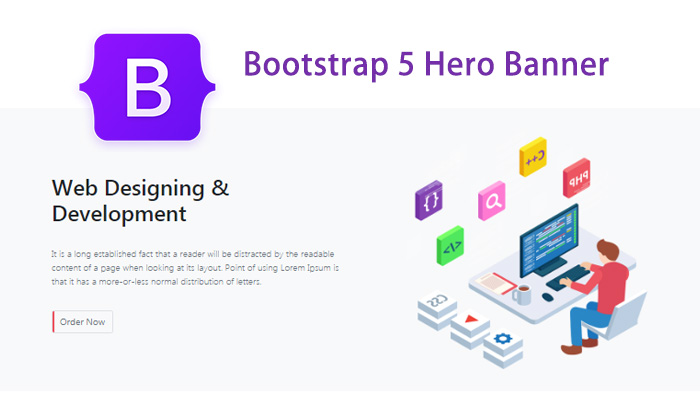 B
Bootstrap 5 Hero Banner
Web Designing &
Development
It is a long established fact that a reader will be distracted by the readable
content of a page when looking at its layout. Point of using Lorem Ipsum is
that it has a more-or-less normal distribution of letters.
Order Now
C++
PHP
{}
</>
CSS